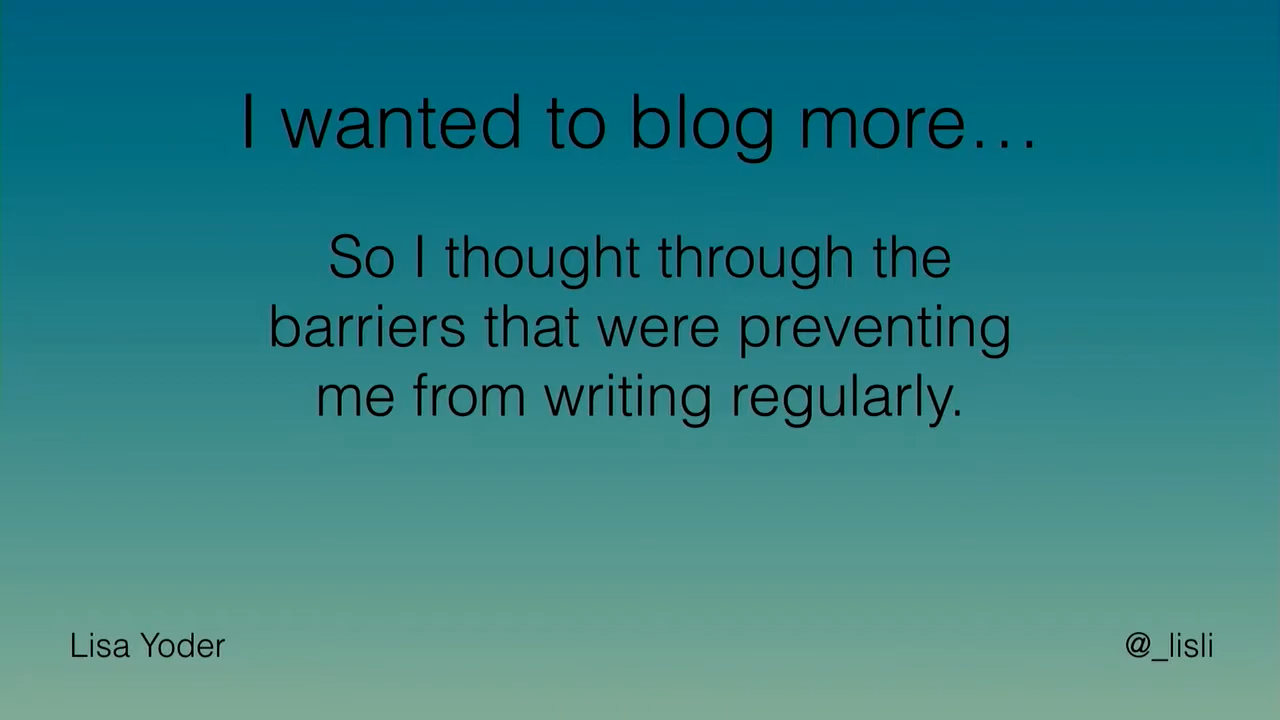 I wanted to blog more…
So I thought through the
barriers that were preventing
me from writing regularly.
Lisa Yoder
@_lisli